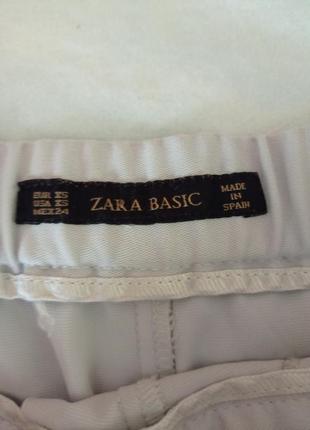 EUR XS
USA XS
MEX 24
ZARA BASIC
MADE
IN
SPAIN